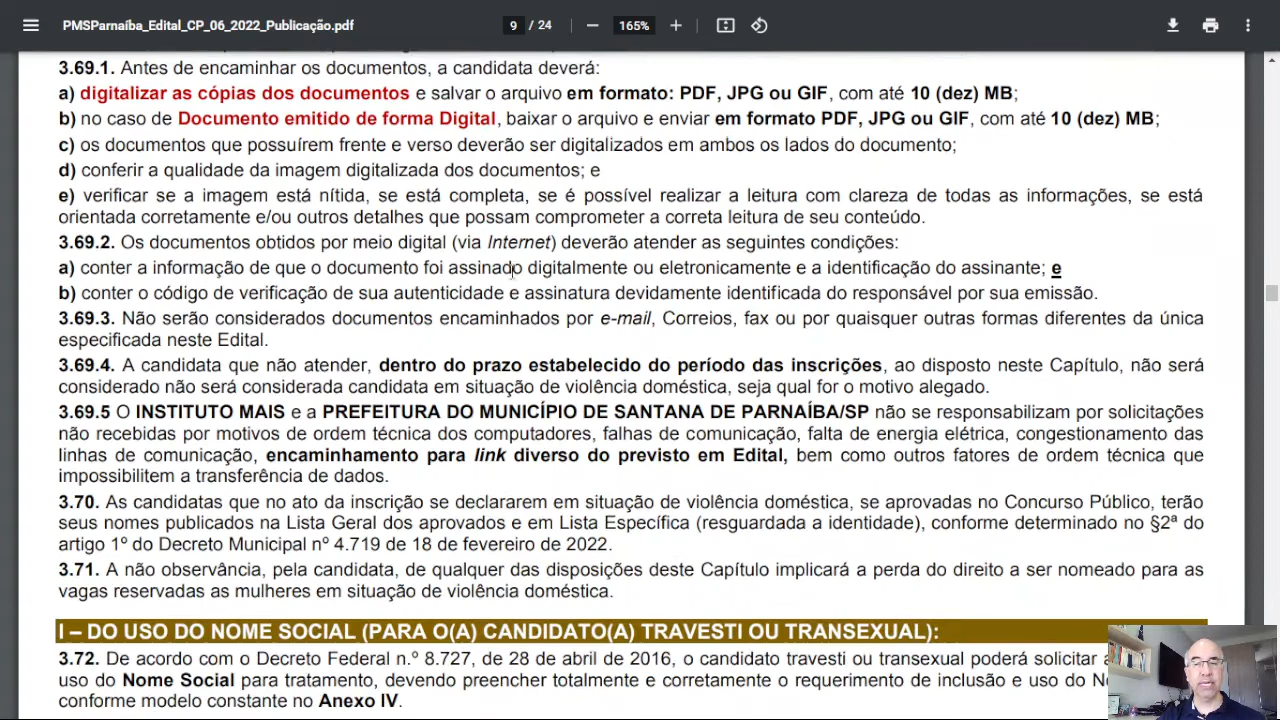 PMSParnaíba_Edital_CP_06_2022_Publicação.pdf
9 / 24
165%
3.69.1. Antes de encaminhar os documentos, a candidata deverá:
a) digitalizar as cópias dos documentos e salvar o arquivo em formato: PDF, JPG ou GIF, com até 10 (dez) MB;
b) no caso de Documento emitido de forma Digital, baixar o arquivo e enviar em formato PDF, JPG ou GIF, com até 10 (dez) MB;
c) os documentos que possuírem frente e verso deverão ser digitalizados em ambos os lados do documento;
d) conferir a qualidade da imagem digitalizada dos documentos; e
e) verificar se a imagem está nítida, se está completa, se é possível realizar a leitura com clareza de todas as informações, se está
orientada corretamente e/ou outros detalhes que possam comprometer a correta leitura de seu conteúdo.
3.69.2. Os documentos obtidos por meio digital (via Internet) deverão atender as seguintes condições:
a) conter a informação de que o documento foi assinado digitalmente ou eletronicamente e a identificação do assinante; e
b) conter o código de verificação de sua autenticidade e assinatura devidamente identificada do responsável por sua emissão.
3.69.3. Não serão considerados documentos encaminhados por e-mail, Correios, fax ou por quaisquer outras formas diferentes da única
especificada neste Edital.
3.69.4. A candidata que não atender, dentro do prazo estabelecido do período das inscrições, ao disposto neste Capítulo, não será
considerado não será considerada candidata em situação de violência doméstica, seja qual for o motivo alegado.
3.69.5 O INSTITUTO MAIS e a PREFEITURA DO MUNICÍPIO DE SANTANA DE PARNAÍBA/SP não se responsabilizam por solicitações
não recebidas por motivos de ordem técnica dos computadores, falhas de comunicação, falta de energia elétrica, congestionamento das
linhas de comunicação, encaminhamento para link diverso do previsto em Edital, bem como outros fatores de ordem técnica que
impossibilitem a transferência de dados.
3.70. As candidatas que no ato da inscrição se declararem em situação de violência doméstica, se aprovadas no Concurso Público, terão
seus nomes publicados na Lista Geral dos aprovados e em Lista Específica (resguardada a identidade), conforme determinado no §2ª do
artigo 1º do Decreto Municipal nº 4.719 de 18 de fevereiro de 2022.
3.71. A não observância, pela candidata, de qualquer das disposições deste Capítulo implicará a perda do direito a ser nomeado para as
vagas reservadas as mulheres em situação de violência doméstica.
I – DO USO DO NOME SOCIAL (PARA O(A) CANDIDATO(A) TRAVESTI OU TRANSEXUAL):
3.72. De acordo com o Decreto Federal n.º 8.727, de 28 de abril de 2016, o candidato travesti ou transexual poderá solicitar
uso do Nome Social para tratamento, devendo preencher totalmente e corretamente o requerimento de inclusão e uso do
conforme modelo constante no Anexo IV.